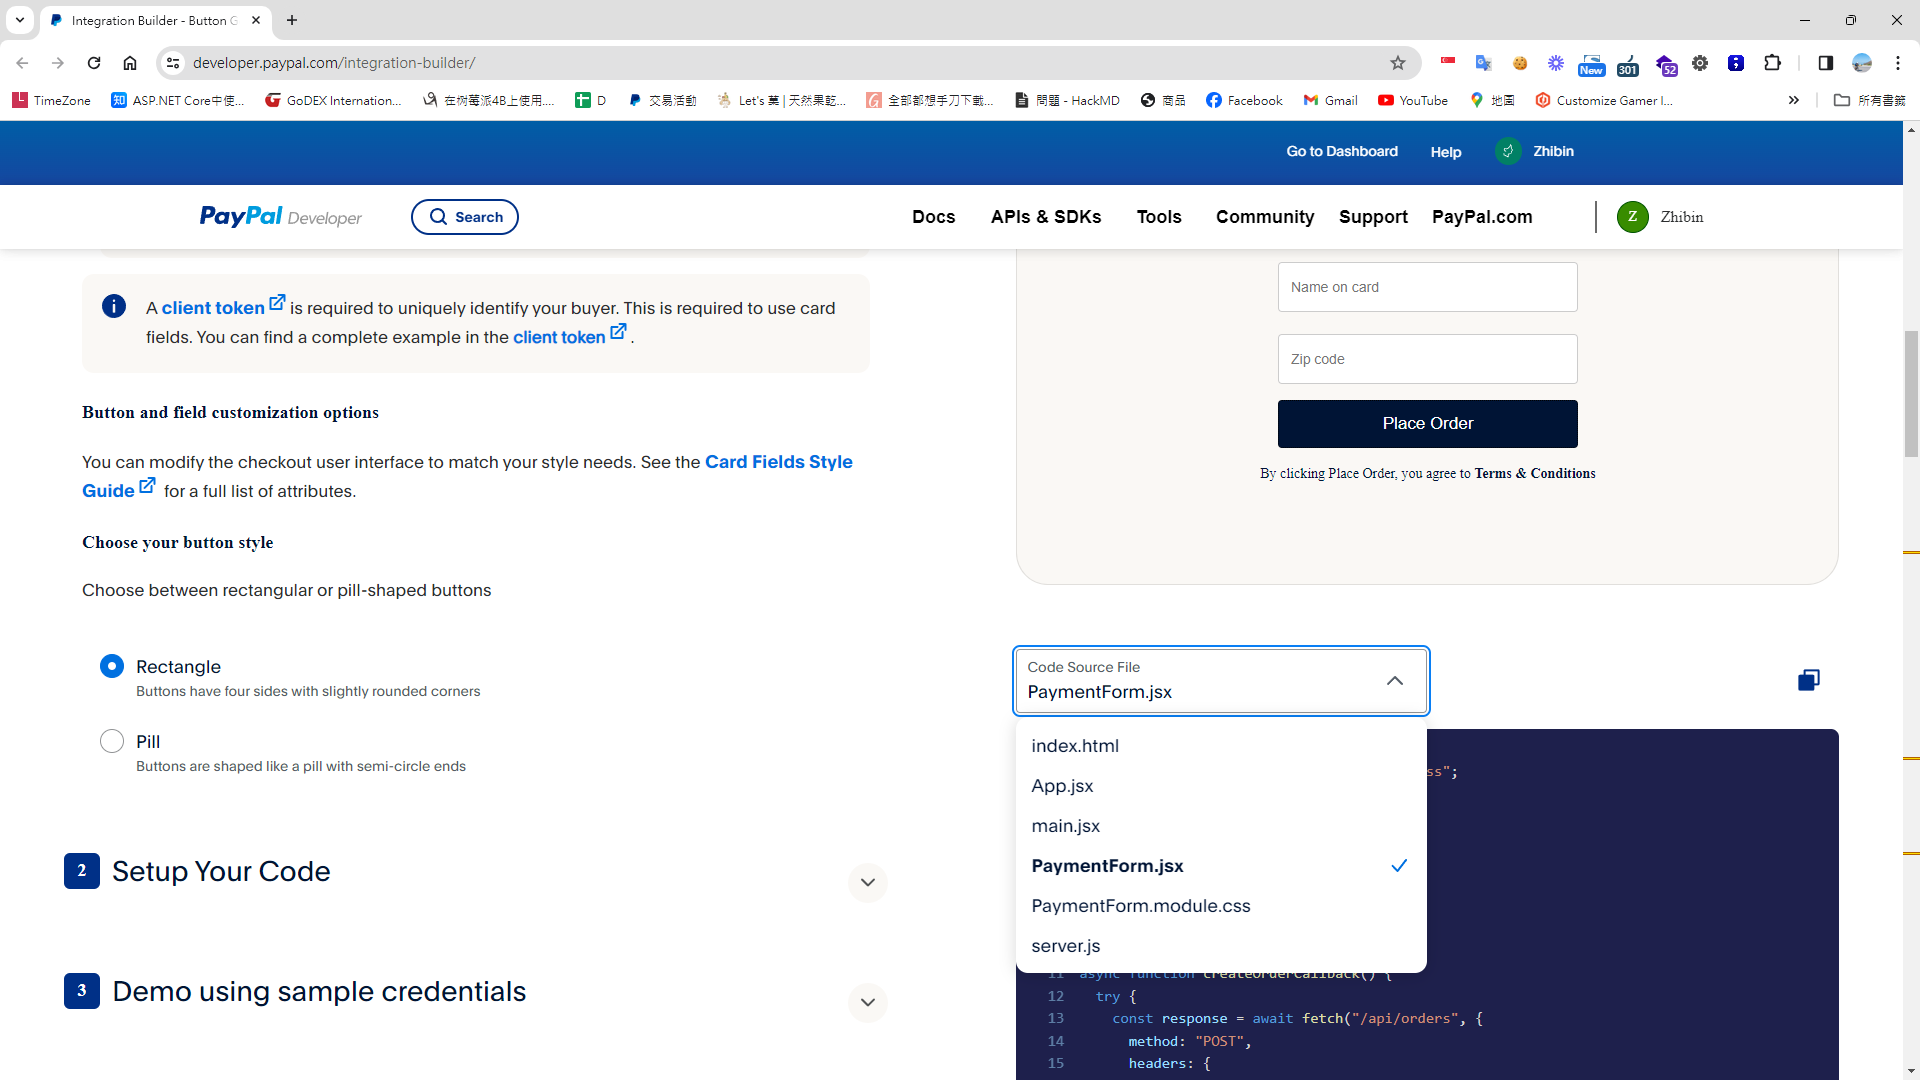 Integration Builder - Button G
developer.paypal.com/integration-builder/
New
301
52
TimeZone
知 ASP.NET Core中使...
GoDEX Internation...
在树莓派4B上使用....
D
交易活動
Let's 菓 | 天然果乾...
全部都想手刀下載...
問題 - HackMD
商品
Facebook
Gmail
YouTube
地圖
Customize Gamer I...
»
所有書籤
Go to Dashboard
Help
Zhibin
PayPal Developer
Search
Docs
APIs & SDKs
Tools
Community
Support
PayPal.com
Z
Zhibin
A client token is required to uniquely identify your buyer. This is required to use card
fields. You can find a complete example in the client token .
Button and field customization options
You can modify the checkout user interface to match your style needs. See the Card Fields Style
Guide for a full list of attributes.
Choose your button style
Choose between rectangular or pill-shaped buttons
Rectangle
Buttons have four sides with slightly rounded corners
Pill
Buttons are shaped like a pill with semi-circle ends
2 Setup Your Code
3 Demo using sample credentials
Name on card
Zip code
Place Order
By clicking Place Order, you agree to Terms & Conditions
Code Source File
PaymentForm.jsx
index.html
App.jsx
main.jsx
PaymentForm.jsx
PaymentForm.module.css
server.js
ss";
11 async function createOrderCallback() {
12 try {
13 const response = await fetch("/api/orders", {
14 method: "POST",
15 headers: {